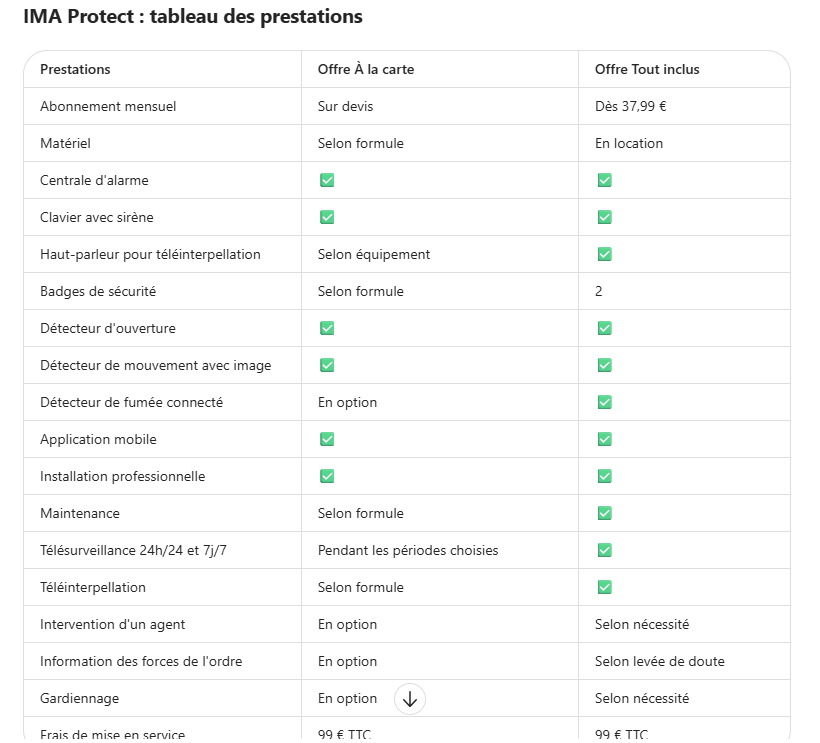 IMA Protect : tableau des prestations
Prestations Offre À la carte Offre Tout inclus
Abonnement mensuel Sur devis Dès 37,99 €
Matériel Selon formule En location
Centrale d'alarme ✅ ✅
Clavier avec sirène ✅ ✅
Haut-parleur pour téléinterpellation Selon équipement ✅
Badges de sécurité Selon formule 2
Détecteur d'ouverture ✅ ✅
Détecteur de mouvement avec image ✅ ✅
Détecteur de fumée connecté En option ✅
Application mobile ✅ ✅
Installation professionnelle ✅ ✅
Maintenance Selon formule ✅
Télésurveillance 24h/24 et 7j/7 Pendant les périodes choisies ✅
Téléinterpellation Selon formule ✅
Intervention d'un agent En option Selon nécessité
Information des forces de l'ordre En option Selon levée de doute
Gardiennage En option Selon nécessité
Frais de mise en service 99 € TTC 99 € TTC